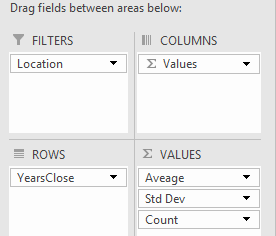 Drag fields between areas below:
FILTERS
COLUMNS
Location
Σ Values
ROWS
Σ VALUES
YearsClose
Aveage
Std Dev
Count